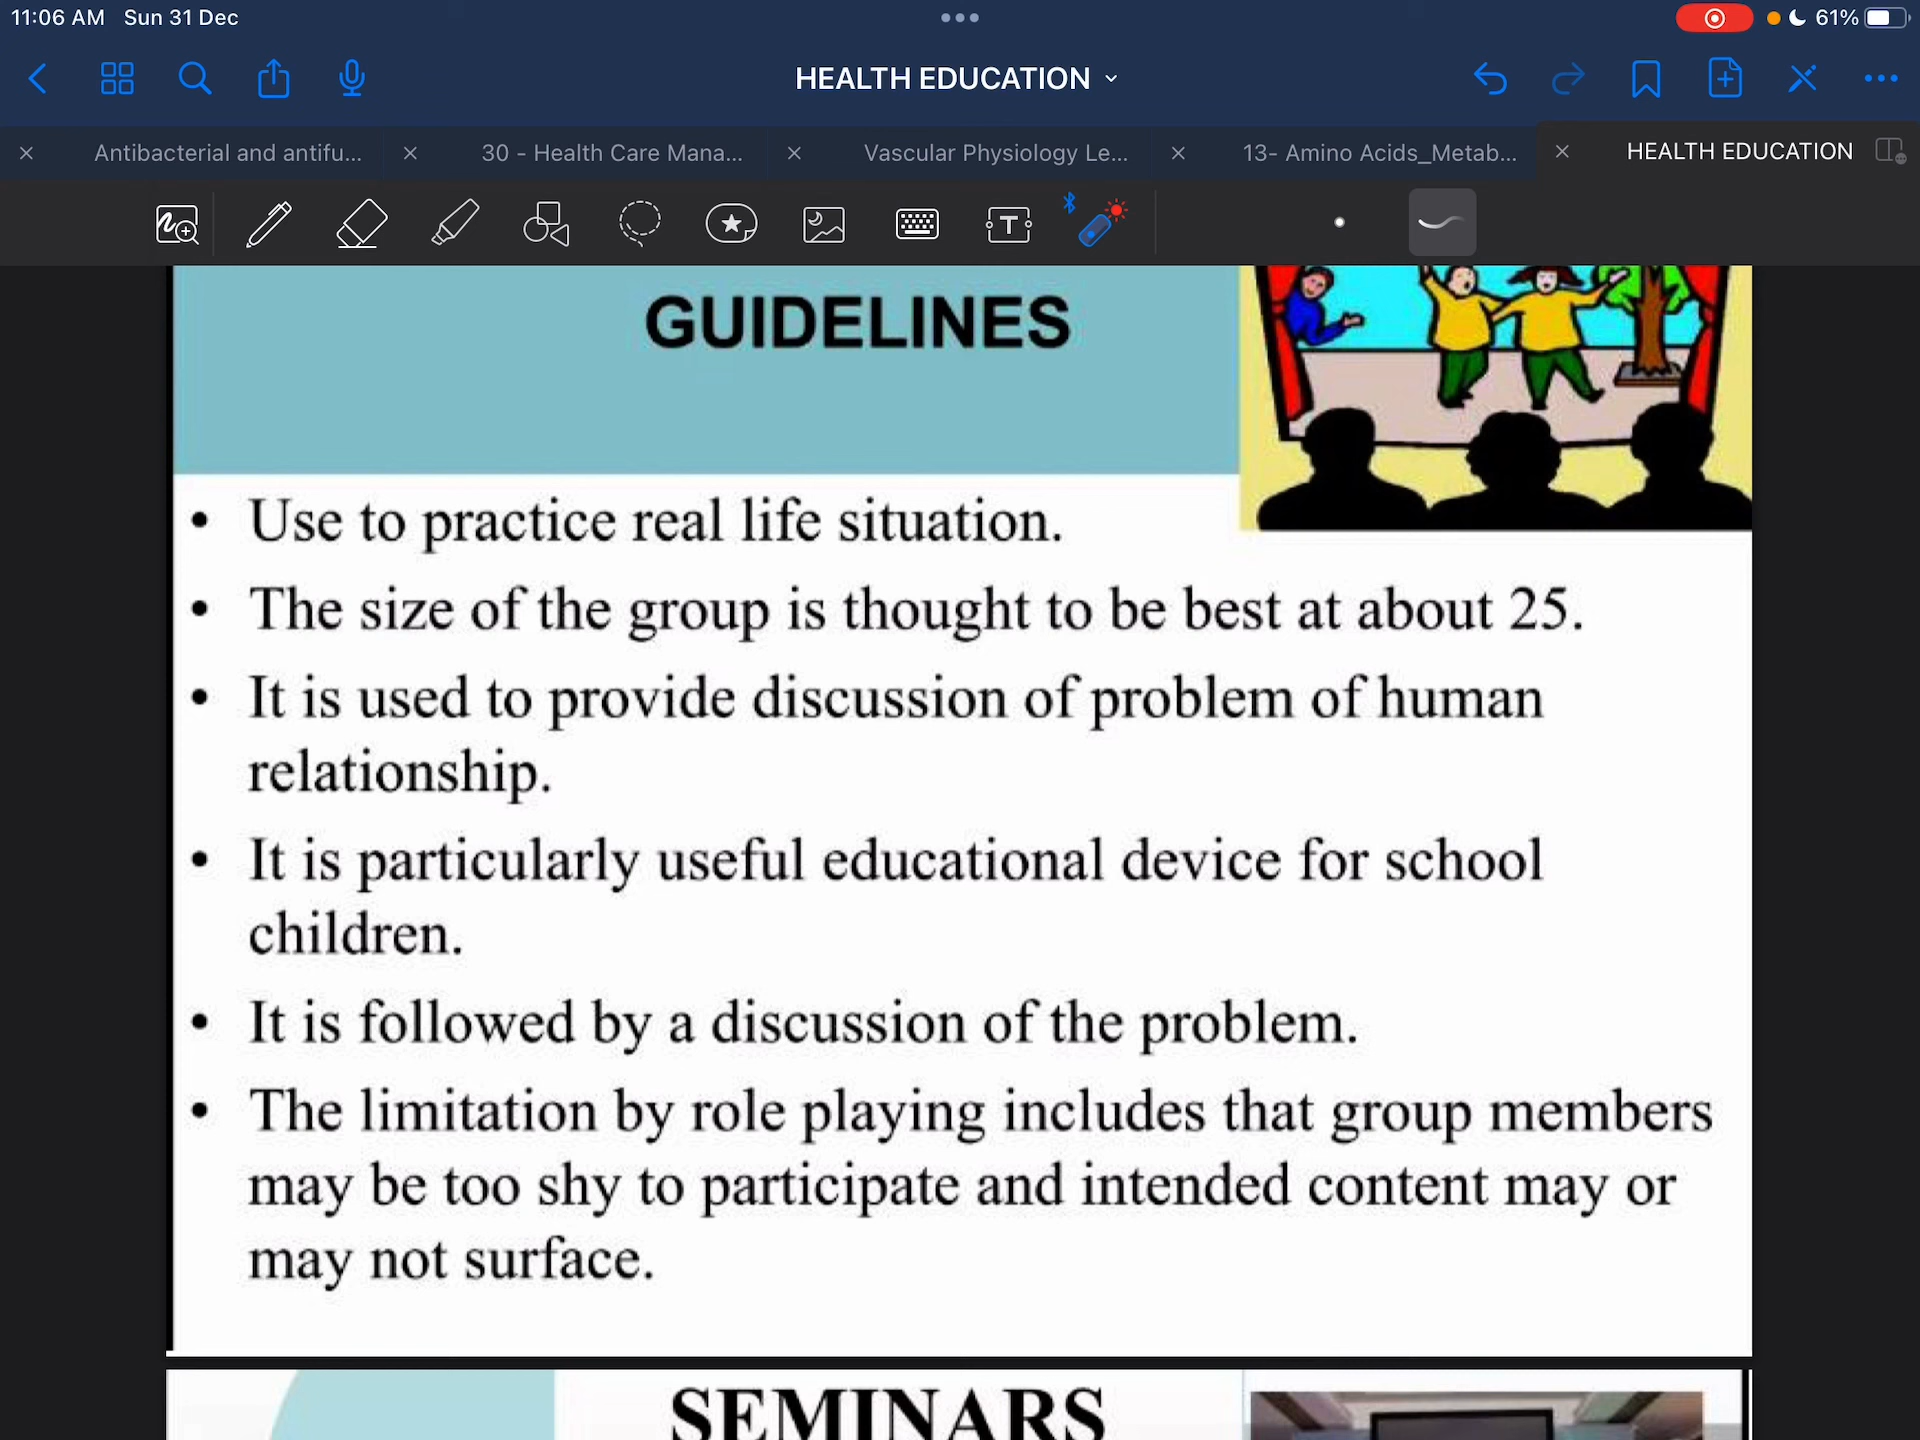 11:06 AM Sun 31 Dec
61%
HEALTH EDUCATION
Antibacterial and antifu...
30 - Health Care Mana...
Vascular Physiology Le...
13- Amino Acids_Metab...
HEALTH EDUCATION
T
GUIDELINES
• Use to practice real life situation.
• The size of the group is thought to be best at about 25.
• It is used to provide discussion of problem of human
relationship.
• It is particularly useful educational device for school
children.
• It is followed by a discussion of the problem.
• The limitation by role playing includes that group members
may be too shy to participate and intended content may or
may not surface.
SEMINARS